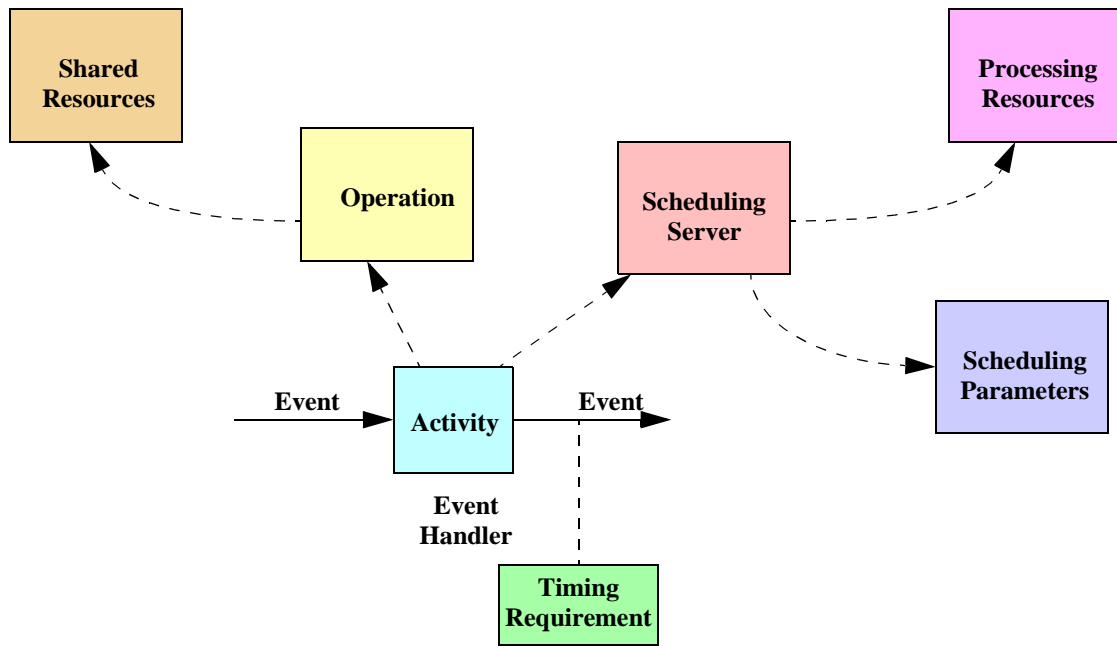 Shared
Resources
Processing
Resources
Operation
Scheduling
Server
Scheduling
Parameters
Event
Activity
Event
Event
Handler
Timing
Requirement